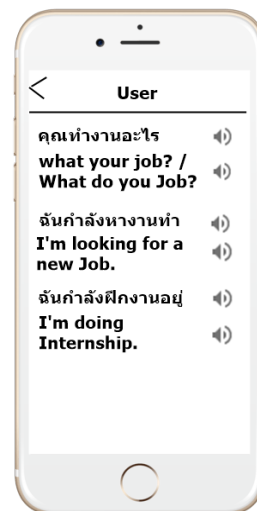 User
คุณทำงานอะไร
what your job? /
What do you Job?
ฉันกำลังหางานทำ
I'm looking for a
new Job.
ฉันกำลังฝึกงานอยู่
I'm doing
Internship.